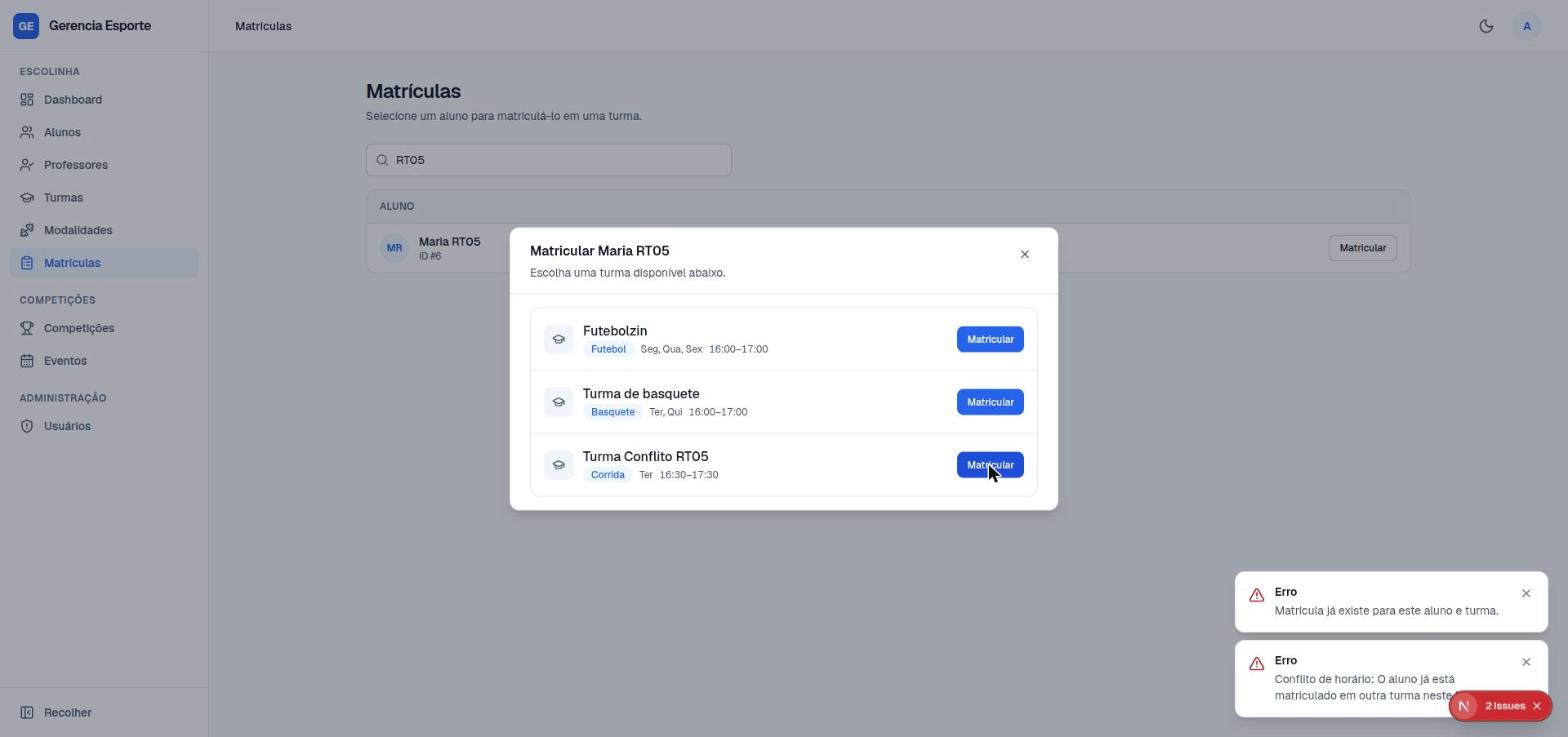 GE Gerencia Esporte
Matrículas
A
ESCOLINHA
Dashboard
Alunos
Professores
Turmas
Modalidades
Matrículas
COMPETIÇÕES
Competições
Eventos
ADMINISTRAÇÃO
Usuários
Recolher
Matrículas
Selecione um aluno para matriculá-lo em uma turma.
RT05
ALUNO
MR
Maria RT05
ID #6
Matricular
Matricular Maria RT05
Escolha uma turma disponível abaixo.
Futebolzin
Futebol Seg, Qua, Sex 16:00–17:00
Matricular
Turma de basquete
Basquete Ter, Qui 16:00–17:00
Matricular
Turma Conflito RT05
Corrida Ter 16:30–17:30
Matricular
Erro
Matrícula já existe para este aluno e turma.
Erro
Conflito de horário: O aluno já está
matriculado em outra turma neste
N 2 Issues